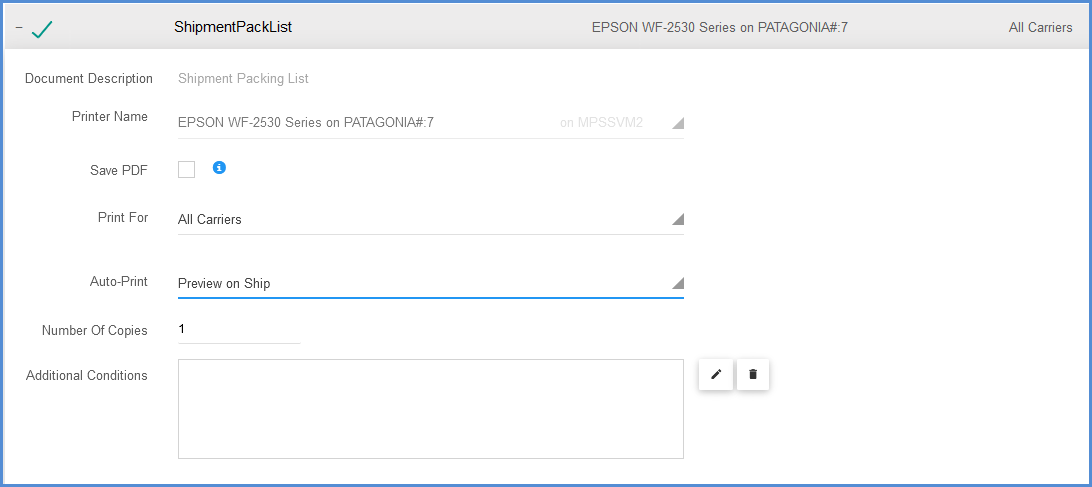 − ShipmentPackList EPSON WF-2530 Series on PATAGONIA#:7 All Carriers
Document Description Shipment Packing List
Printer Name EPSON WF-2530 Series on PATAGONIA#:7 on MPSSVM2
Save PDF
Print For All Carriers
Auto-Print Preview on Ship
Number Of Copies 1
Additional Conditions